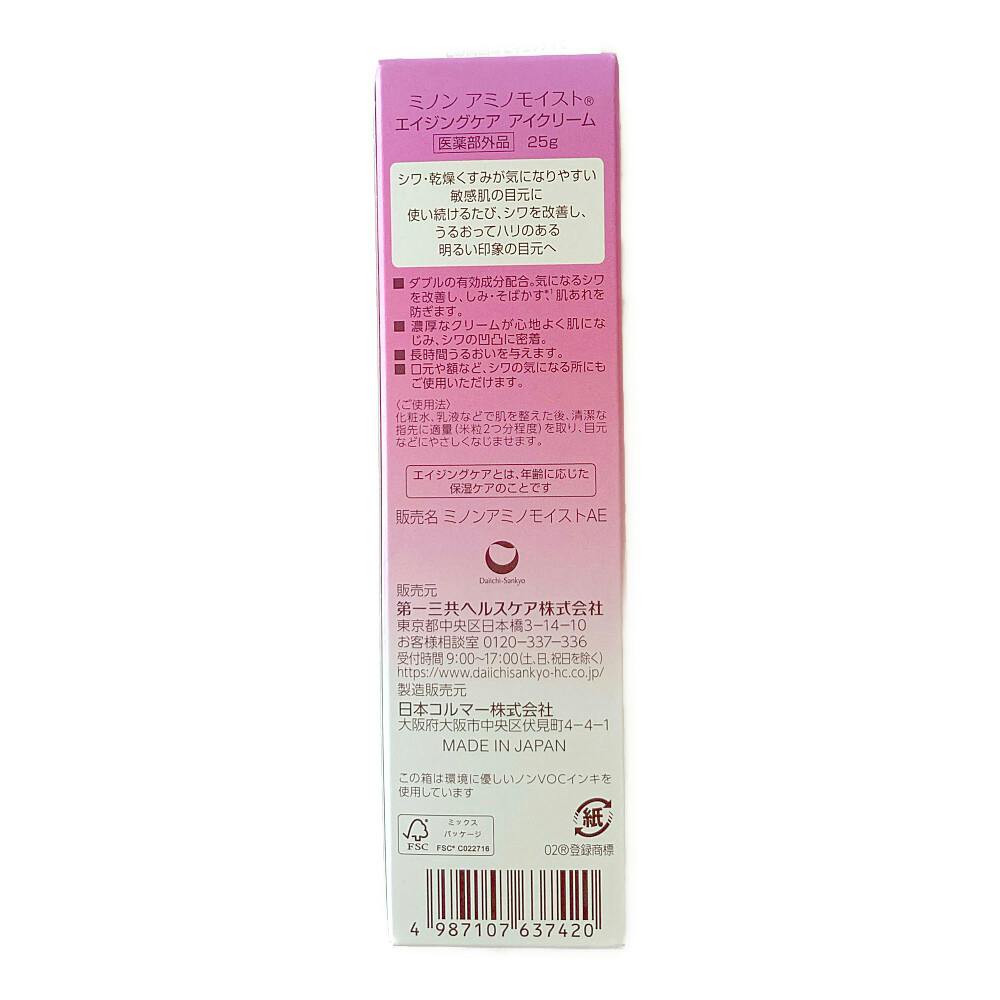 ミノン アミノモイスト®
エイジングケア アイクリーム
医薬部外品 25g
シワ・乾燥くすみが気になりやすい
敏感肌の目元に
使い続けるたび、シワを改善し、
うるおってハリのある
明るい印象の目元へ
■ ダブルの有効成分配合。気になるシワ
を改善し、しみ・そばかす*1、肌あれを
防ぎます。
■ 濃厚なクリームが心地よく肌にな
じみ、シワの凹凸に密着。
■ 長時間うるおいを与えます。
■ 口元や額など、シワの気になる所にも
ご使用いただけます。
〈ご使用法〉
化粧水、乳液などで肌を整えた後、清潔な
指先に適量(米粒2つ分程度)を取り、目元
などにやさしくなじませます。
エイジングケアとは、年齢に応じた
保湿ケアのことです
販売名 ミノンアミノモイストAE
Daiichi-Sankyo
販売元
第一三共ヘルスケア株式会社
東京都中央区日本橋3-14-10
お客様相談室 0120-337-336
受付時間 9:00~17:00(土、日、祝日を除く)
https://www.daiichisankyo-hc.co.jp/
製造販売元
日本コルマー株式会社
大阪府大阪市中央区伏見町4-4-1
MADE IN JAPAN
この箱は環境に優しいノンVOCインキを
使用しています
紙
ミックス
パッケージ
FSC
FSC® C022716
02®登録商標
4 987107 637420